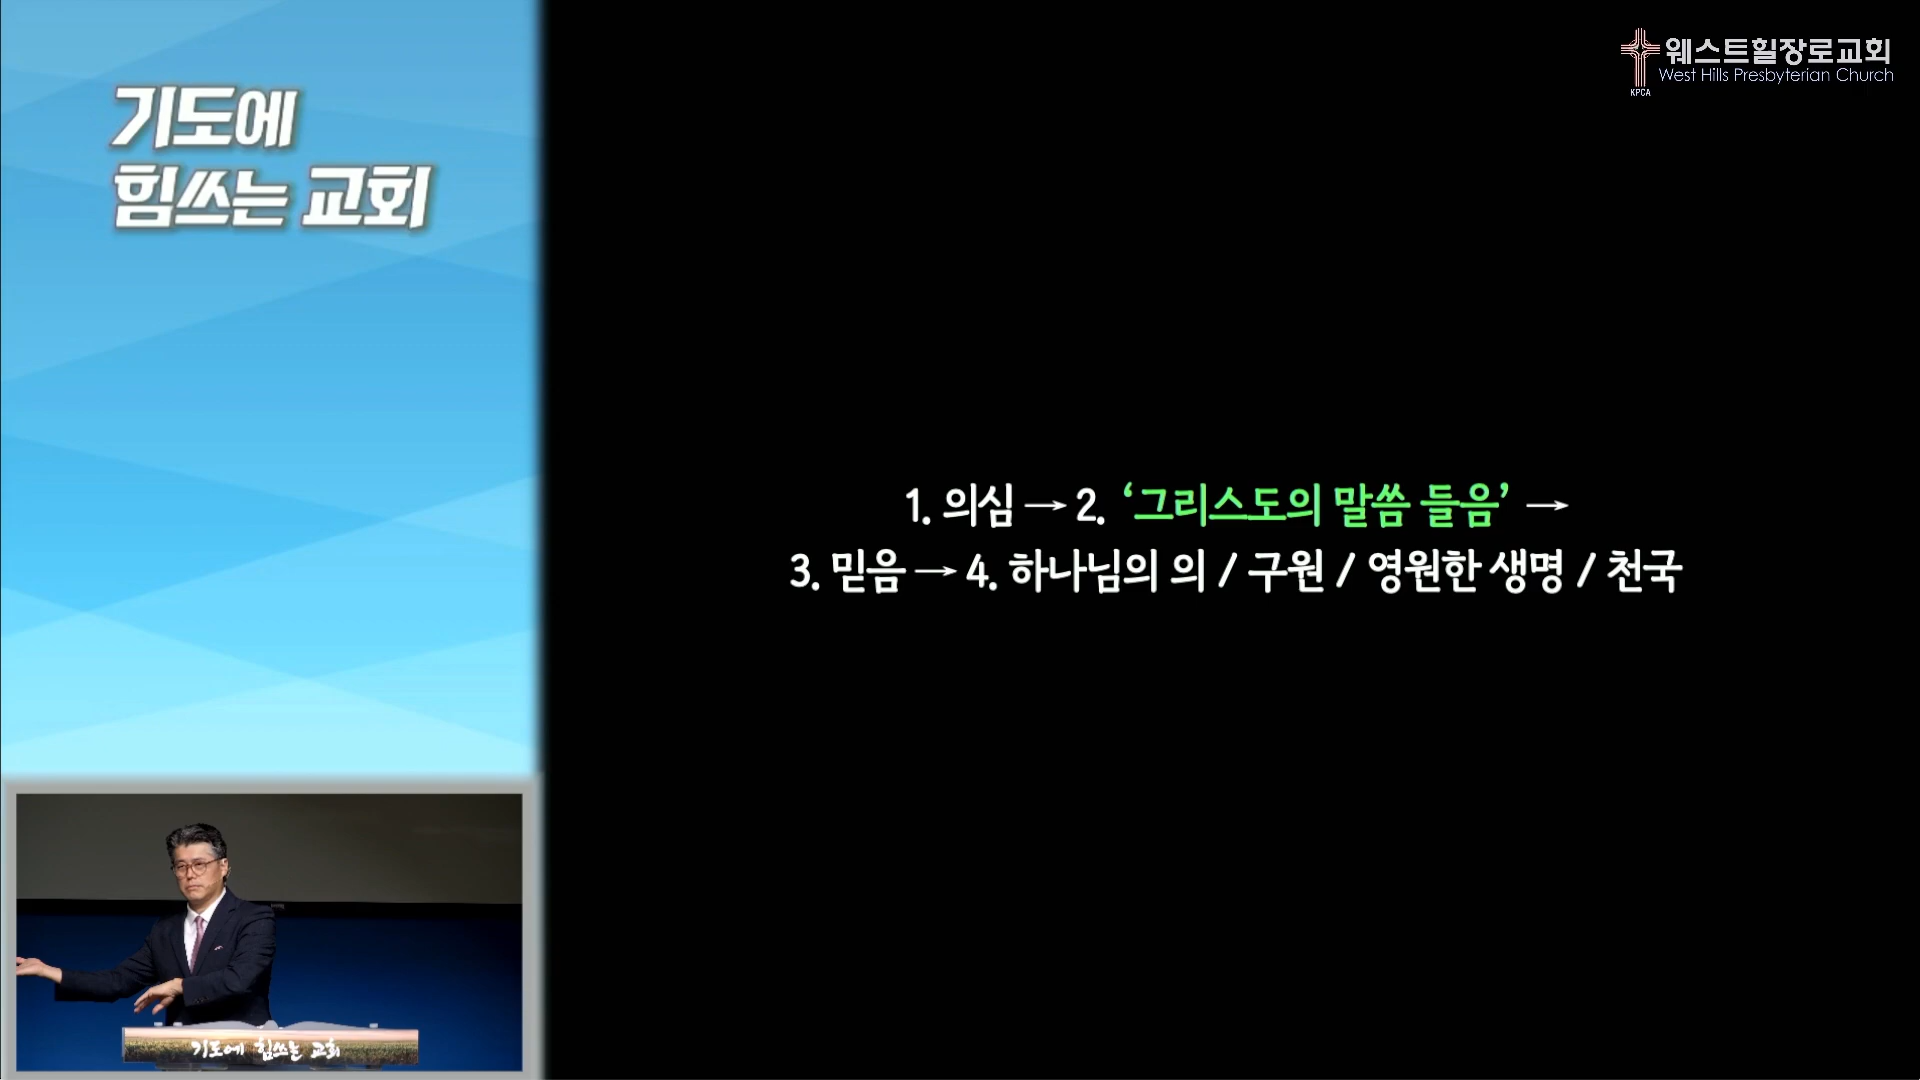 기도에
힘쓰는 교회
웨스트힐장로교회
West Hills Presbyterian Church
KPCA
1. 의심 → 2. ‘그리스도의 말씀 들음’ →
3. 믿음 → 4. 하나님의 의 / 구원 / 영원한 생명 / 천국
기도에 힘쓰는 교회